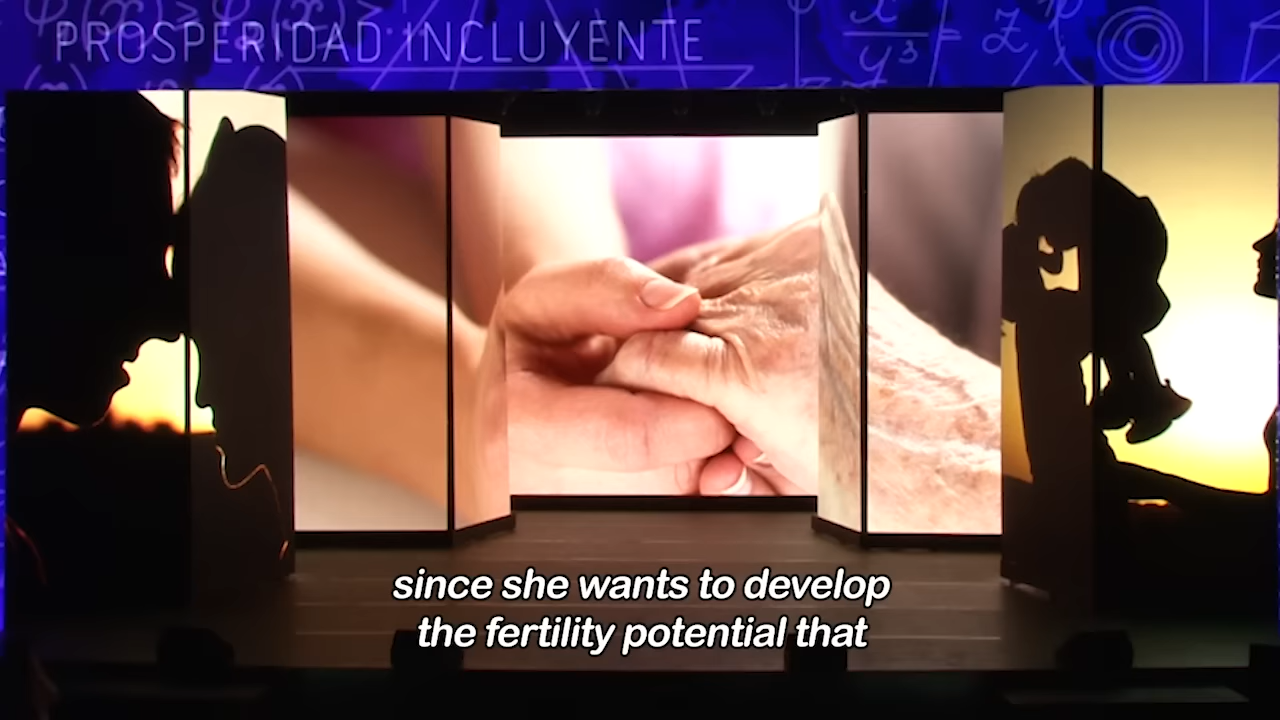 PROSPERIDAD INCLUYENTE
since she wants to develop
the fertility potential that